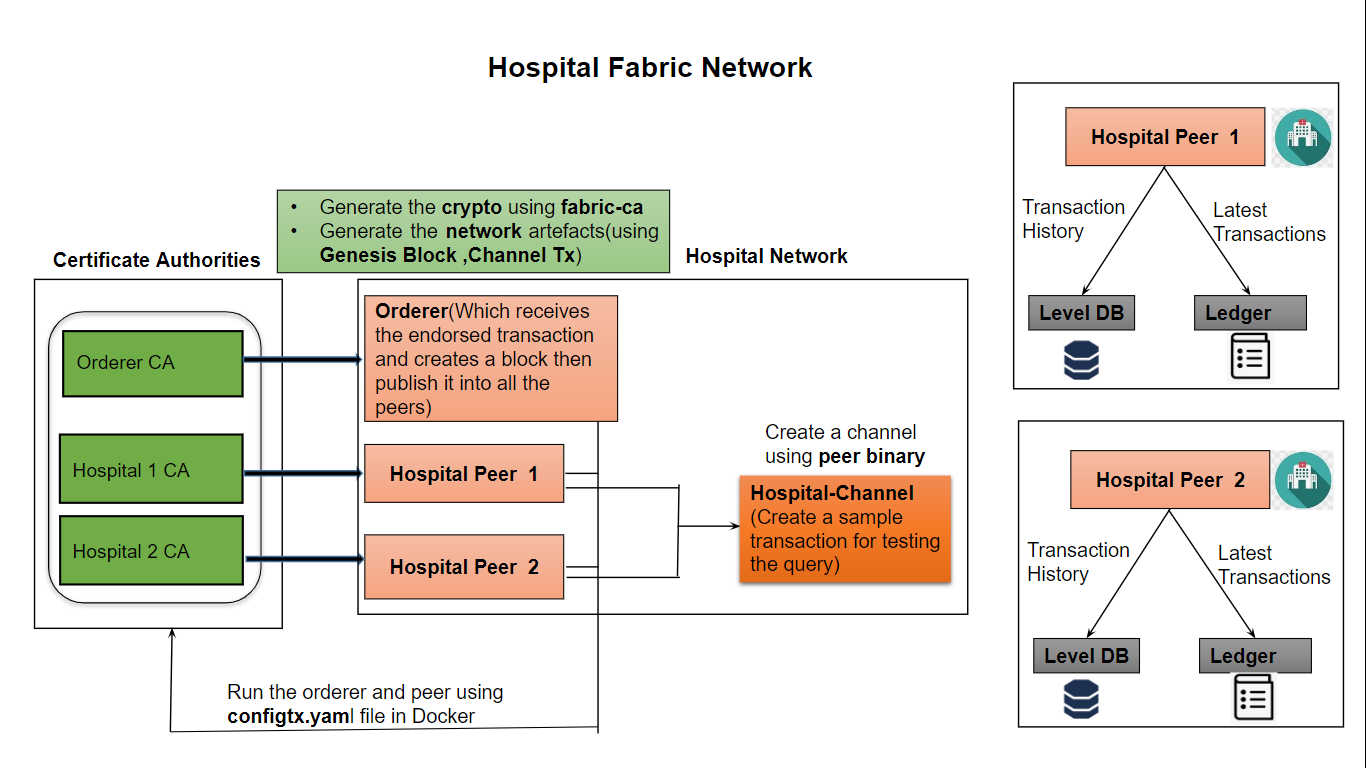 Hospital Fabric Network
• Generate the crypto using fabric-ca
• Generate the network artefacts(using
Genesis Block ,Channel Tx)
Certificate Authorities
Hospital Network
Orderer CA
Hospital 1 CA
Hospital 2 CA
Orderer(Which receives
the endorsed transaction
and creates a block then
publish it into all the
peers)
Hospital Peer 1
Hospital Peer 2
Create a channel
using peer binary
Hospital-Channel
(Create a sample
transaction for testing
the query)
Run the orderer and peer using
configtx.yaml file in Docker
Hospital Peer 1
Transaction
History
Latest
Transactions
Level DB
Ledger
Hospital Peer 2
Transaction
History
Latest
Transactions
Level DB
Ledger